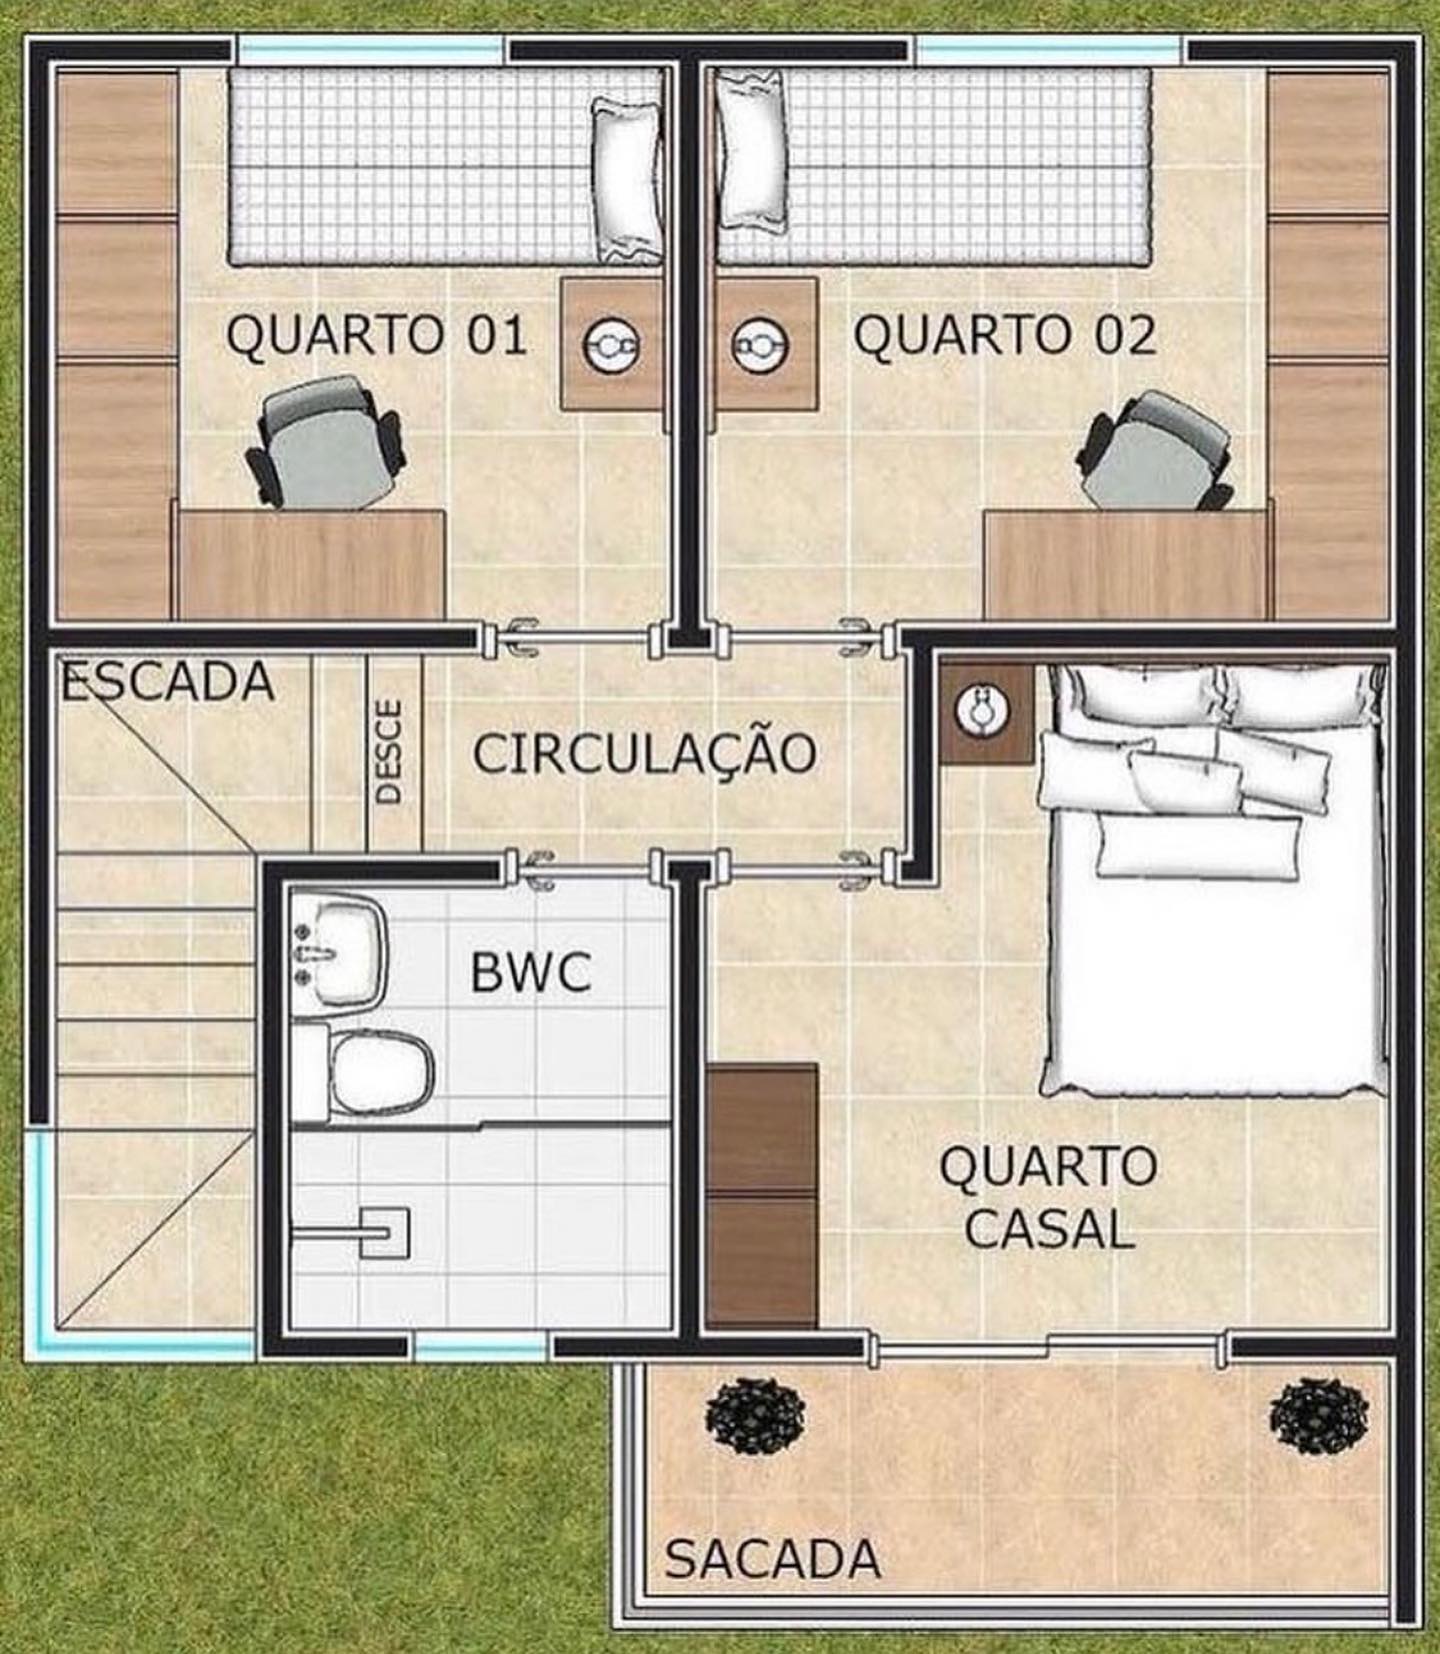 QUARTO 01
QUARTO 02
ESCADA
DESCE
CIRCULAÇÃO
BWC
QUARTO
CASAL
SACADA